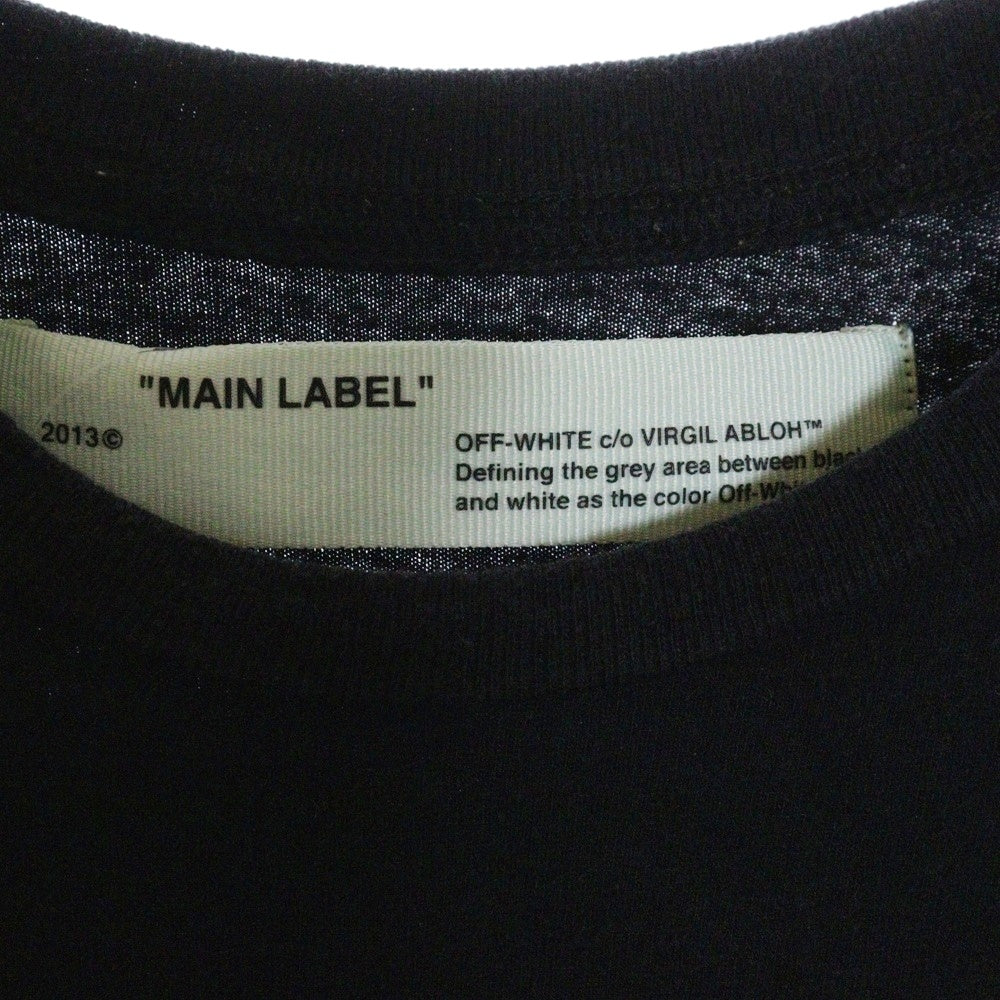 "MAIN LABEL"
2013©
OFF-WHITE c/o VIRGIL ABLOH™
Defining the grey area between
and white as the color